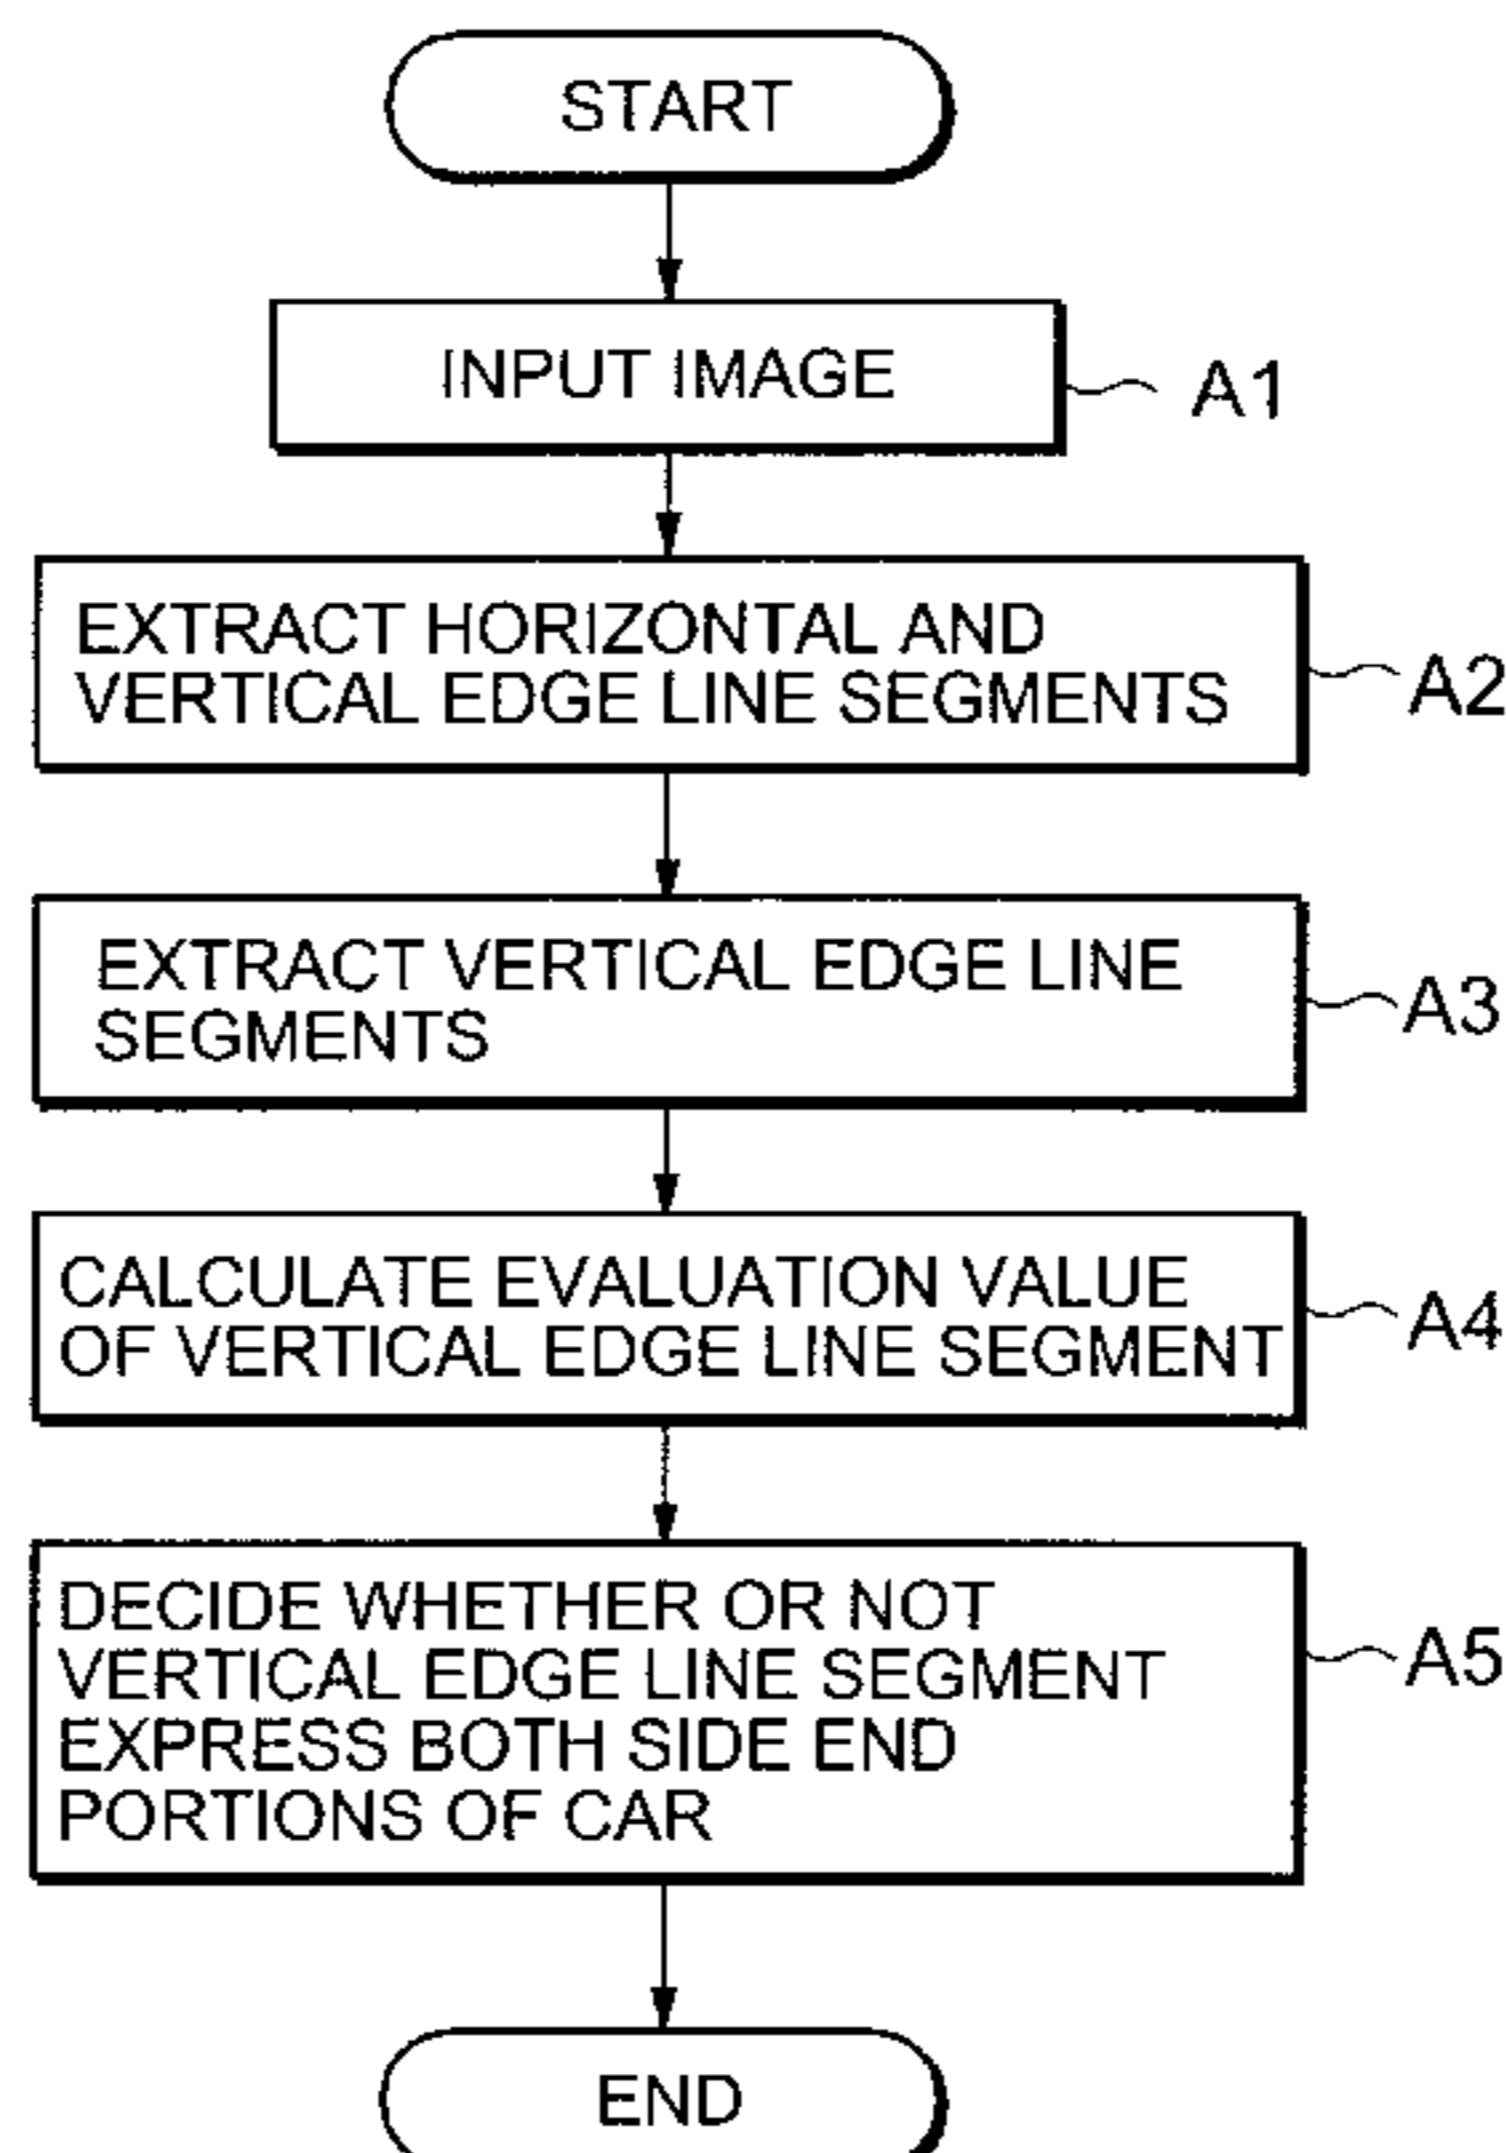 START
INPUT IMAGE
A1
EXTRACT HORIZONTAL AND
VERTICAL EDGE LINE SEGMENTS
A2
EXTRACT VERTICAL EDGE LINE
SEGMENTS
A3
CALCULATE EVALUATION VALUE
OF VERTICAL EDGE LINE SEGMENT
A4
DECIDE WHETHER OR NOT
VERTICAL EDGE LINE SEGMENT
EXPRESS BOTH SIDE END
PORTIONS OF CAR
A5
END